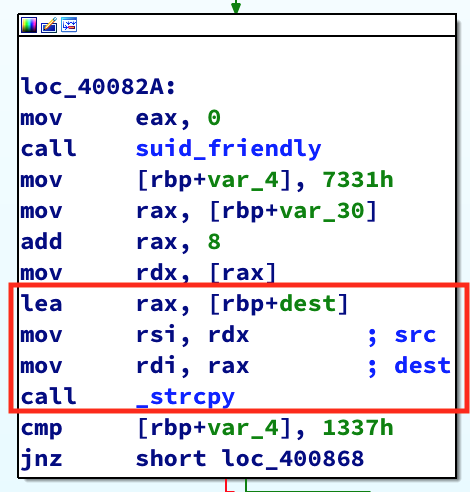 loc_40082A:
mov eax, 0
call suid_friendly
mov [rbp+var_4], 7331h
mov rax, [rbp+var_30]
add rax, 8
mov rdx, [rax]
lea rax, [rbp+dest]
mov rsi, rdx ; src
mov rdi, rax ; dest
call _strcpy
cmp [rbp+var_4], 1337h
jnz short loc_400868